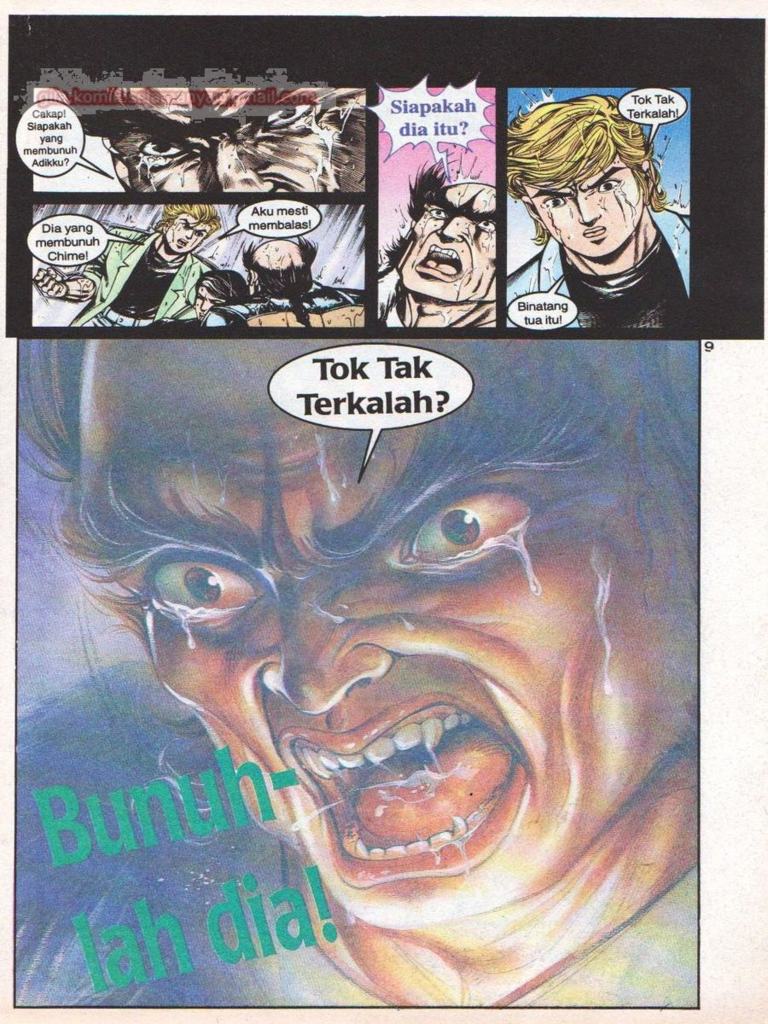 Cakap!
Siapakah
yang
membunuh
Adikku?
Siapakah
dia itu?
Tok Tak
Terkalah!
Binatang
tua itu!
Dia yang
membunuh
Chime!
Aku mesti
membalas!
9
Tok Tak
Terkalah?
Bunuh-
lah dia!